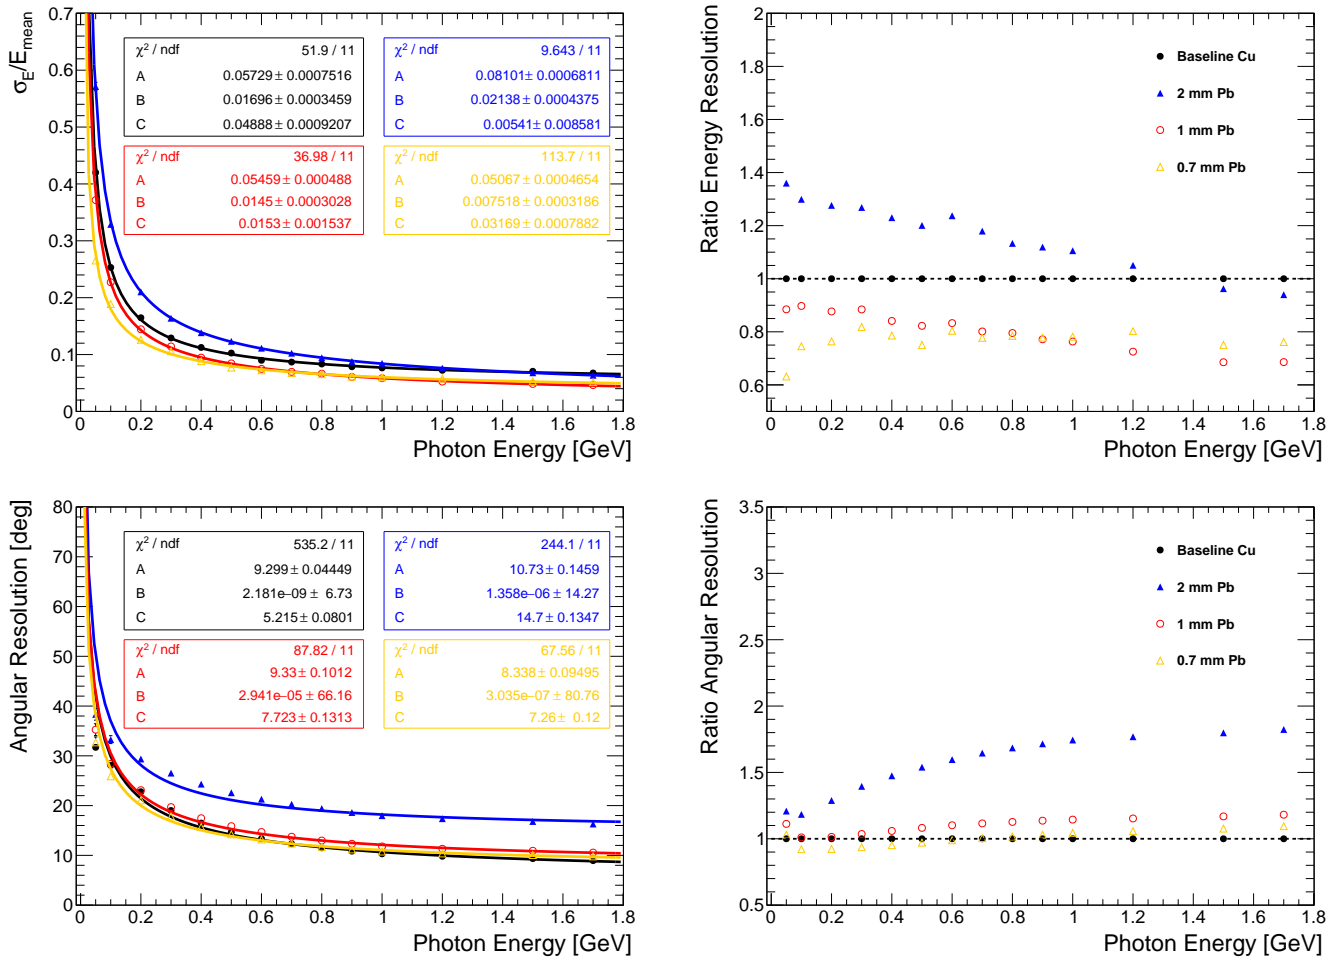 σ_E/E_mean
0.7
0.6
0.5
0.4
0.3
0.2
0.1
0
χ² / ndf 51.9 / 11
A 0.05729 ± 0.0007516
B 0.01696 ± 0.0003459
C 0.04888 ± 0.0009207
χ² / ndf 9.643 / 11
A 0.08101 ± 0.0006811
B 0.02138 ± 0.0004375
C 0.00541 ± 0.008581
χ² / ndf 36.98 / 11
A 0.05459 ± 0.000488
B 0.0145 ± 0.0003028
C 0.0153 ± 0.001537
χ² / ndf 113.7 / 11
A 0.05067 ± 0.0004654
B 0.007518 ± 0.0003186
C 0.03169 ± 0.0007882
0 0.2 0.4 0.6 0.8 1 1.2 1.4 1.6 1.8
Photon Energy [GeV]
Ratio Energy Resolution
2
1.8
1.6
1.4
1.2
1
0.8
0.6
Baseline Cu
2 mm Pb
1 mm Pb
0.7 mm Pb
0 0.2 0.4 0.6 0.8 1 1.2 1.4 1.6 1.8
Photon Energy [GeV]
Angular Resolution [deg]
80
70
60
50
40
30
20
10
0
χ² / ndf 535.2 / 11
A 9.299 ± 0.04449
B 2.181e−09 ± 6.73
C 5.215 ± 0.0801
χ² / ndf 244.1 / 11
A 10.73 ± 0.1459
B 1.358e−06 ± 14.27
C 14.7 ± 0.1347
χ² / ndf 87.82 / 11
A 9.33 ± 0.1012
B 2.941e−05 ± 66.16
C 7.723 ± 0.1313
χ² / ndf 67.56 / 11
A 8.338 ± 0.09495
B 3.035e−07 ± 80.76
C 7.26 ± 0.12
0 0.2 0.4 0.6 0.8 1 1.2 1.4 1.6 1.8
Photon Energy [GeV]
Ratio Angular Resolution
3.5
3
2.5
2
1.5
1
0.5
Baseline Cu
2 mm Pb
1 mm Pb
0.7 mm Pb
0 0.2 0.4 0.6 0.8 1 1.2 1.4 1.6 1.8
Photon Energy [GeV]